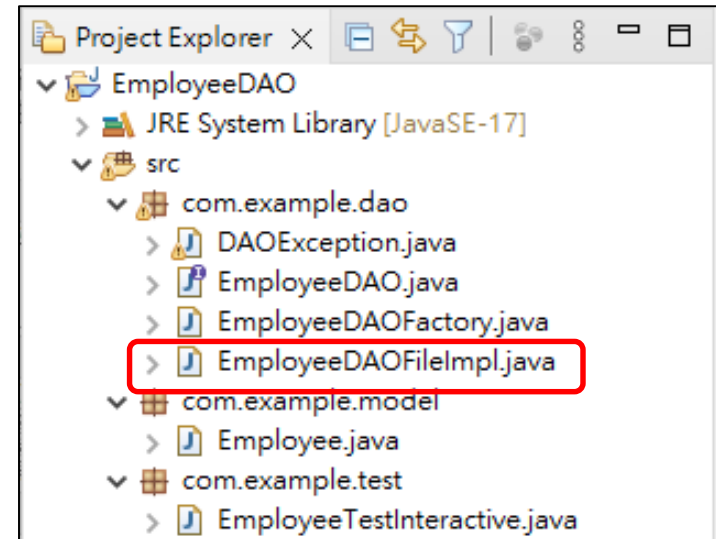 Project Explorer
EmployeeDAO
JRE System Library [JavaSE-17]
src
com.example.dao
DAOException.java
EmployeeDAO.java
EmployeeDAOFactory.java
EmployeeDAOFileImpl.java
com.example.model
Employee.java
com.example.test
EmployeeTestInteractive.java